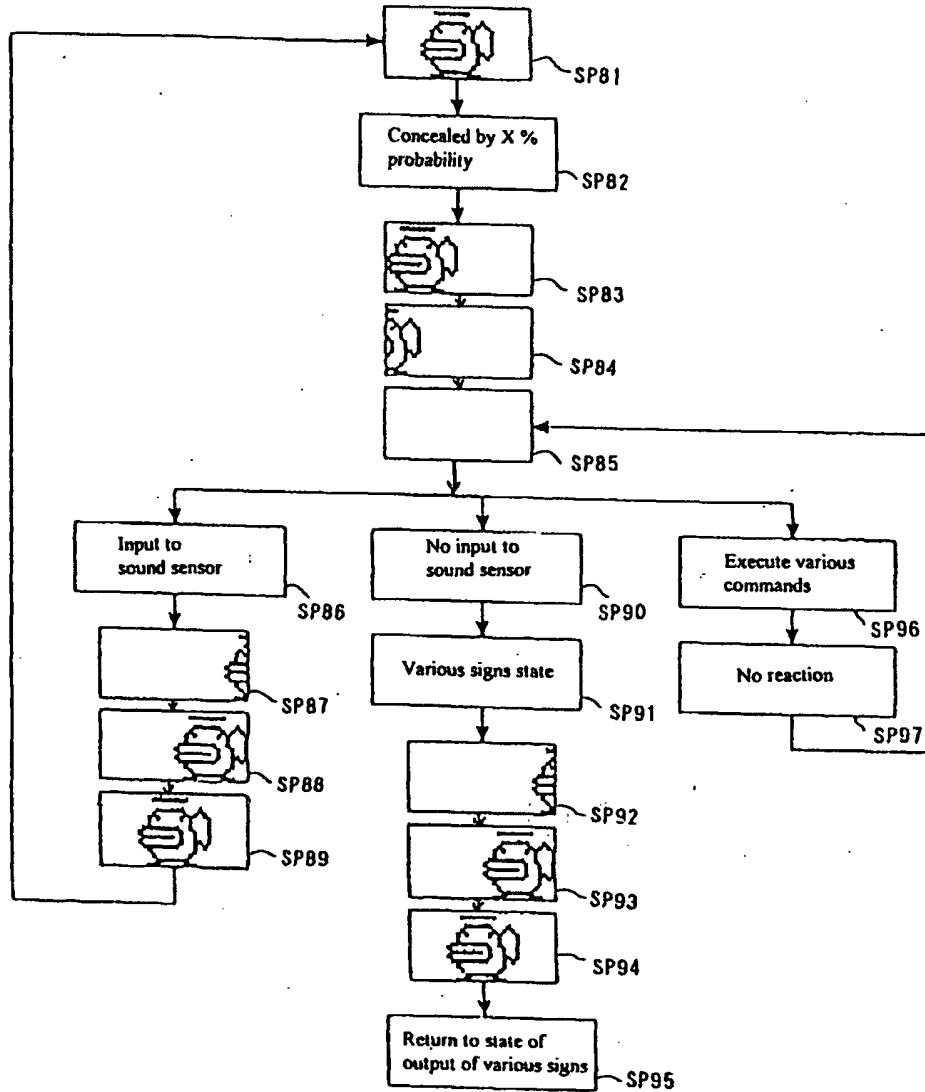 SP81
Concealed by X %
probability
SP82
SP83
SP84
SP85
Input to
sound sensor
SP86
SP87
SP88
SP89
No input to
sound sensor
SP90
Various signs state
SP91
SP92
SP93
SP94
Return to state of
output of various signs
SP95
Execute various
commands
SP96
No reaction
SP97